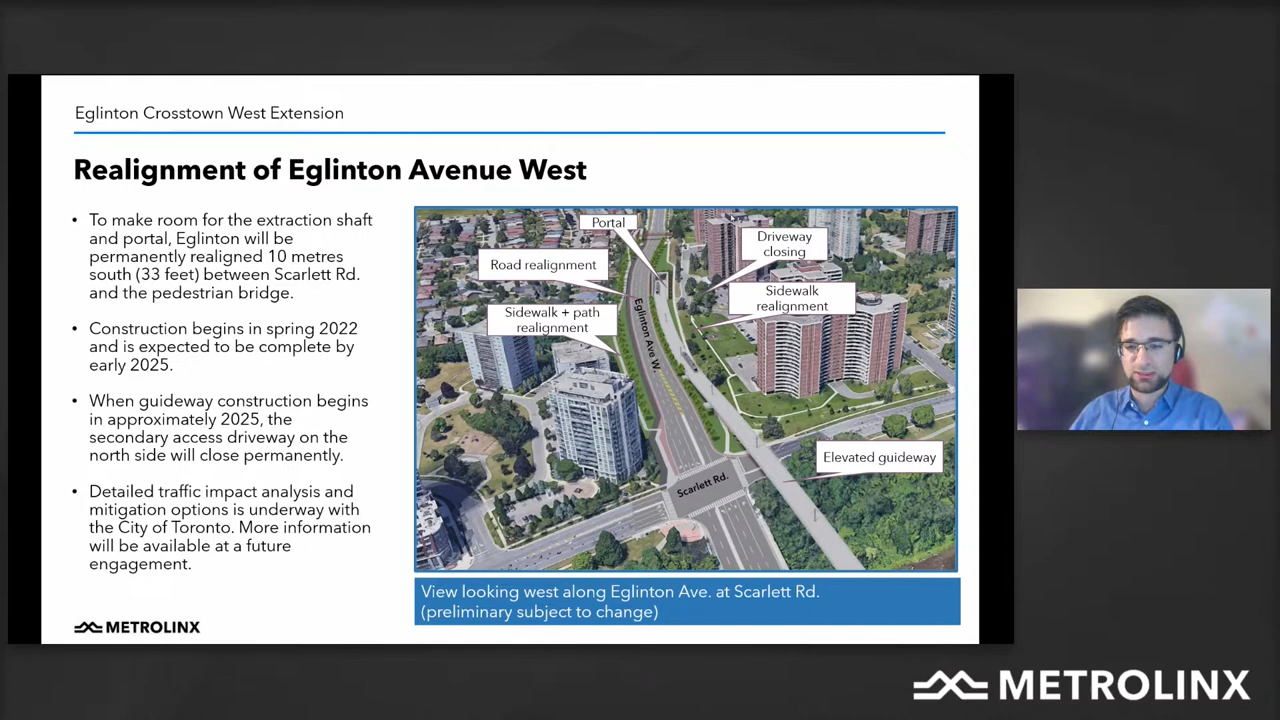 Eglinton Crosstown West Extension
Realignment of Eglinton Avenue West
• To make room for the extraction shaft
and portal, Eglinton will be
permanently realigned 10 metres
south (33 feet) between Scarlett Rd.
and the pedestrian bridge.
• Construction begins in spring 2022
and is expected to be complete by
early 2025.
• When guideway construction begins
in approximately 2025, the
secondary access driveway on the
north side will close permanently.
• Detailed traffic impact analysis and
mitigation options is underway with
the City of Toronto. More information
will be available at a future
engagement.
Portal
Driveway
closing
Road realignment
Sidewalk
realignment
Sidewalk + path
realignment
Eglinton Ave W.
Elevated guideway
Scarlett Rd.
View looking west along Eglinton Ave. at Scarlett Rd.
(preliminary subject to change)
METROLINX
METROLINX